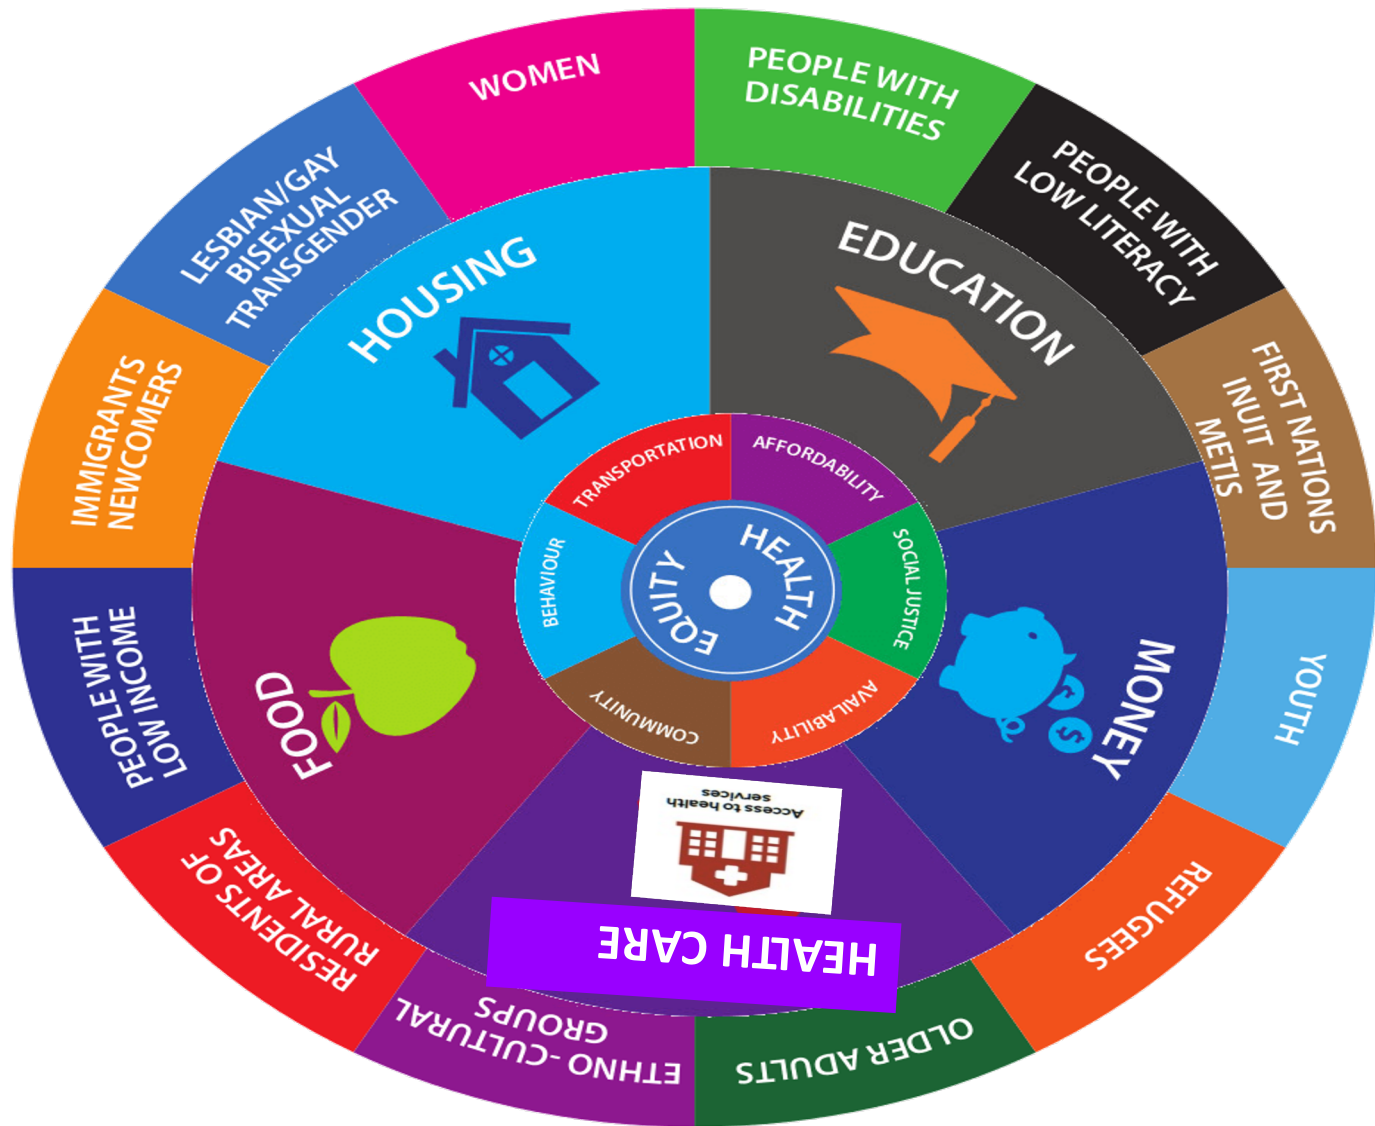 WOMEN
PEOPLE WITH
DISABILITIES
PEOPLE WITH
LOW LITERACY
FIRST NATIONS
INUIT AND
METIS
YOUTH
REFUGEES
OLDER ADULTS
ETHNO-CULTURAL
GROUPS
RESIDENTS OF
RURAL AREAS
PEOPLE WITH
LOW INCOME
IMMIGRANTS
NEWCOMERS
LESBIAN/GAY
BISEXUAL
TRANSGENDER
HOUSING
EDUCATION
MONEY
$
$
HEALTH CARE
Access to health
services
FOOD
TRANSPORTATION
AFFORDABILITY
SOCIAL JUSTICE
AVAILABILITY
COMMUNITY
BEHAVIOUR
HEALTH
EQUITY